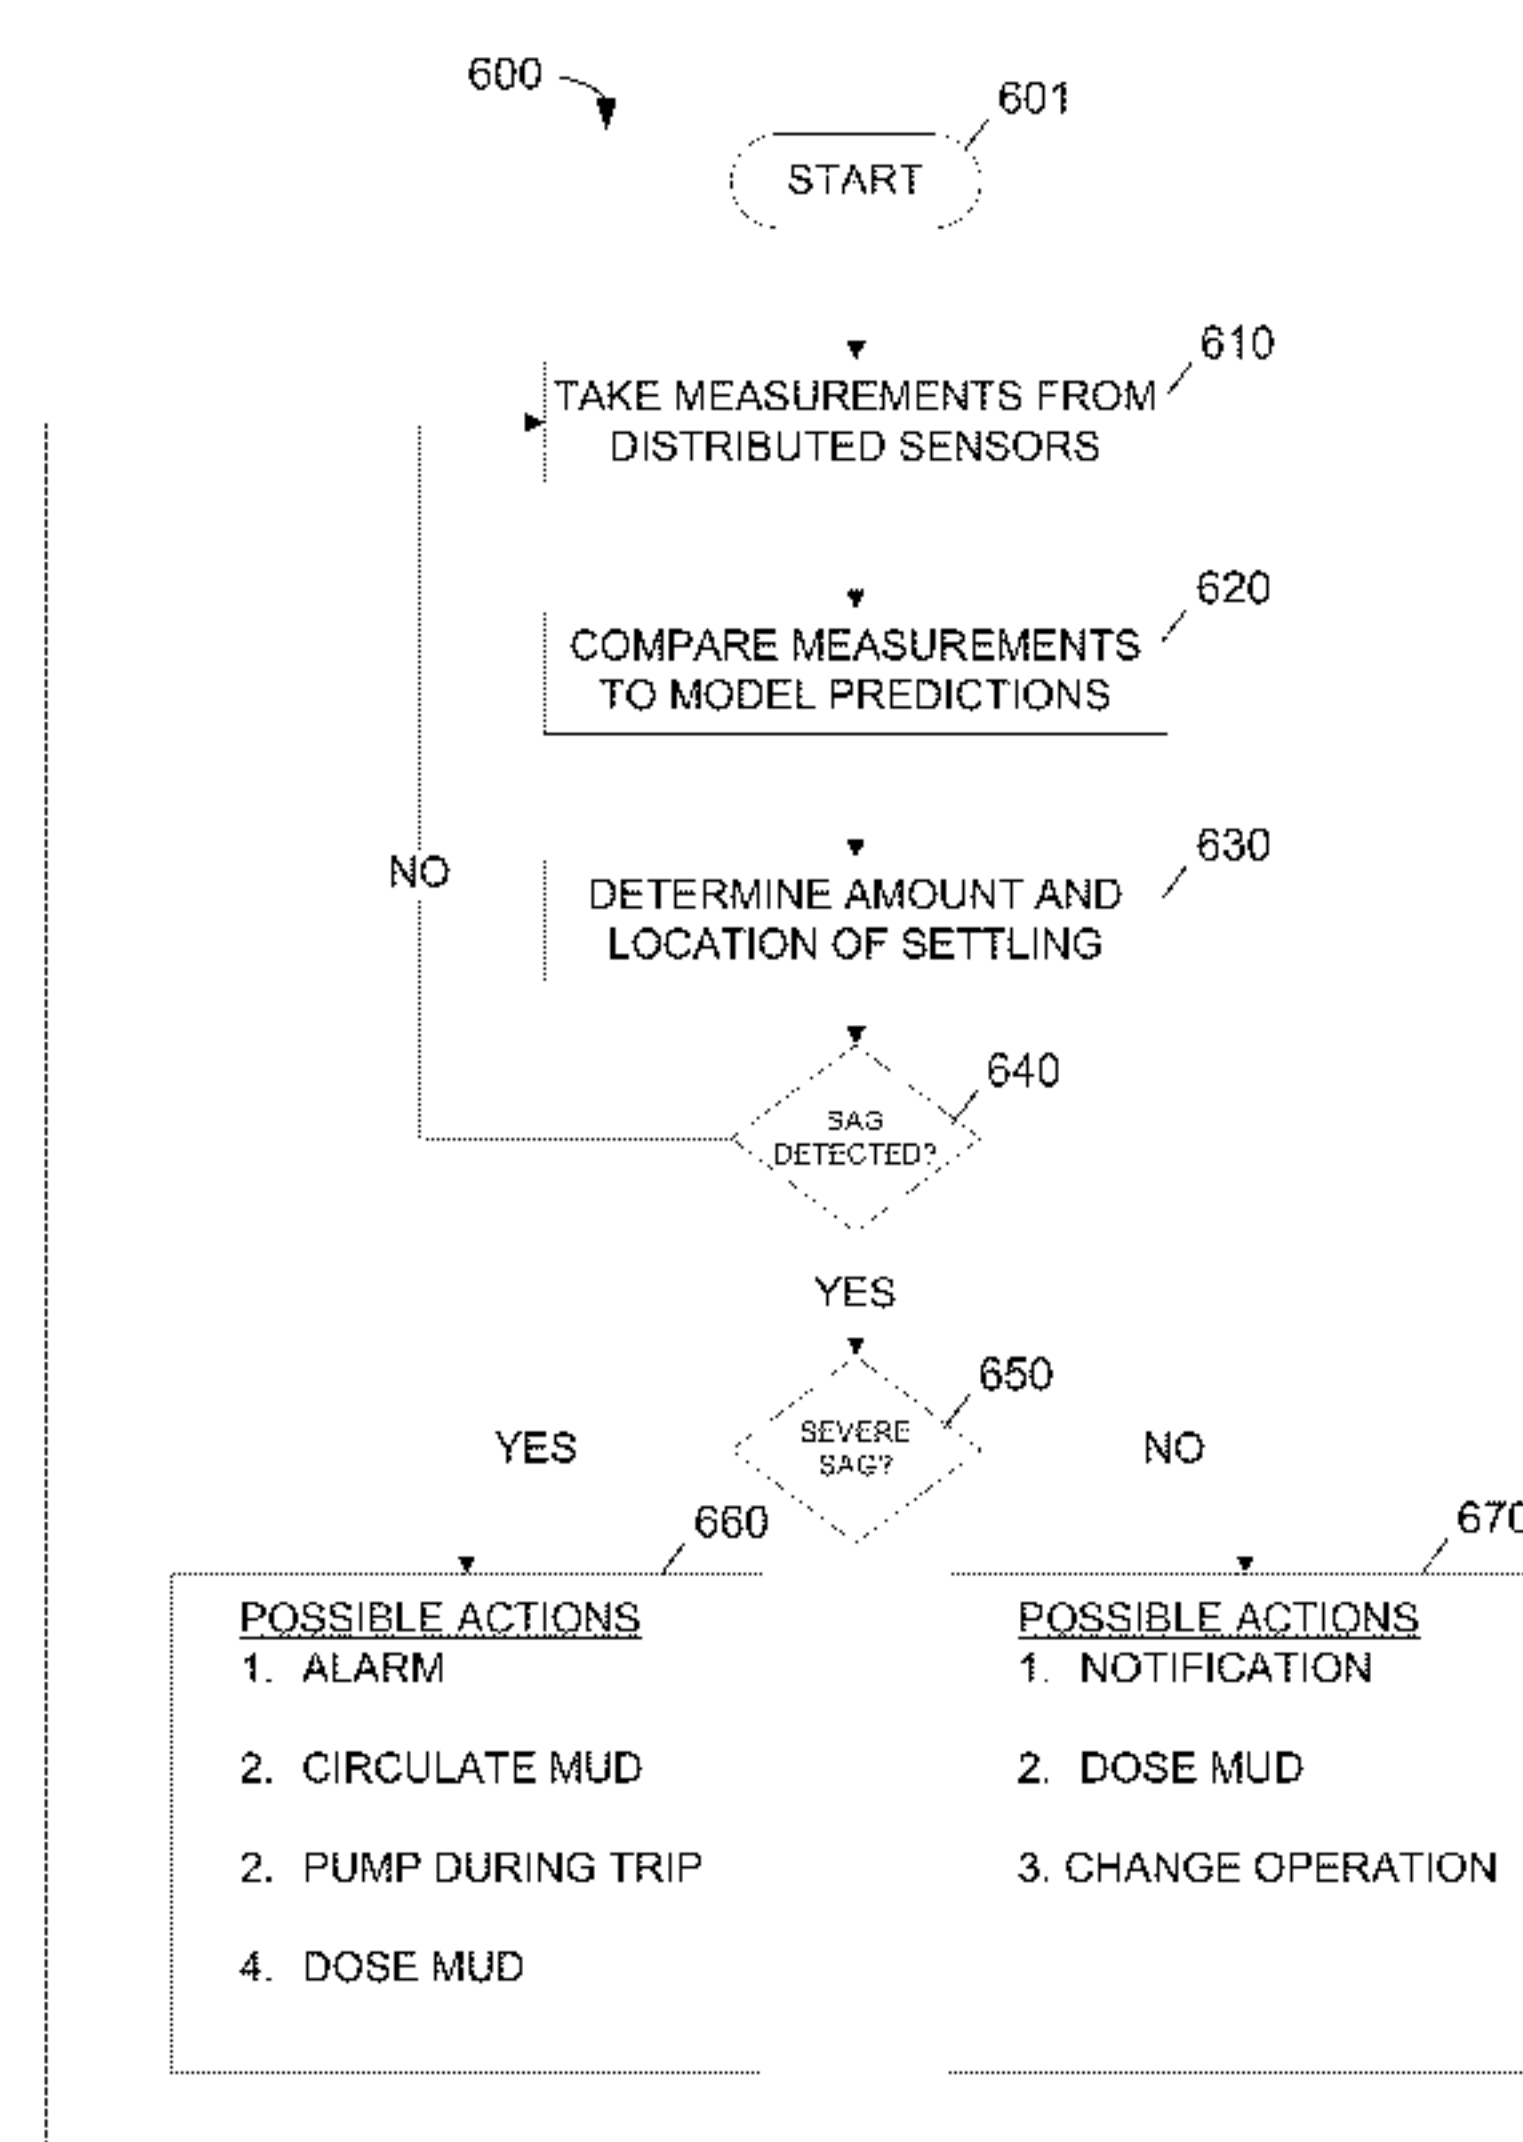 600
601
START
610
TAKE MEASUREMENTS FROM
DISTRIBUTED SENSORS
620
COMPARE MEASUREMENTS
TO MODEL PREDICTIONS
630
NO
DETERMINE AMOUNT AND
LOCATION OF SETTLING
640
SAG
DETECTED?
YES
650
SEVERE
SAG?
YES
NO
660
670
POSSIBLE ACTIONS
1. ALARM
2. CIRCULATE MUD
2. PUMP DURING TRIP
4. DOSE MUD
POSSIBLE ACTIONS
1. NOTIFICATION
2. DOSE MUD
3. CHANGE OPERATION